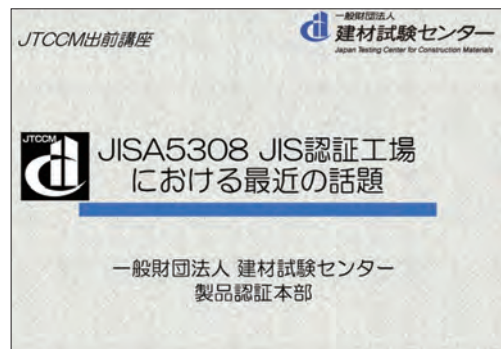 JTCCM出前講座
一般財団法人
建材試験センター
Japan Testing Center for Construction Materials
JTCCM
JISA5308 JIS認証工場
における最近の話題
一般財団法人 建材試験センター
製品認証本部